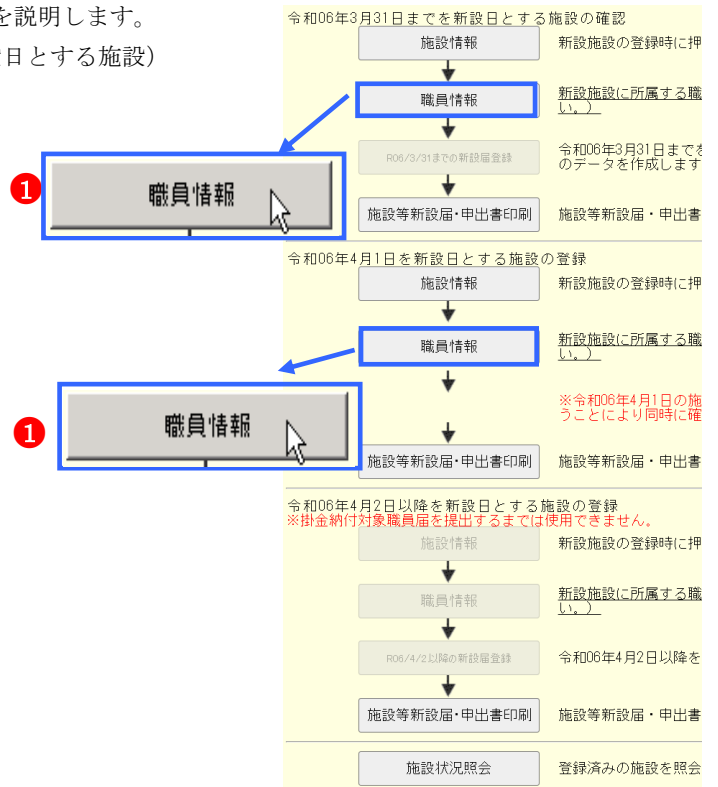 を説明します。
日とする施設）
令和06年3月31日までを新設日とする施設の確認
施設情報
新設施設の登録時に押
職員情報
新設施設に所属する職
い。）
R06/3/31までの新設届登録
令和06年3月31日までを
のデータを作成します
❶
職員情報
施設等新設届・申出書印刷
施設等新設届・申出書
令和06年4月1日を新設日とする施設の登録
施設情報
新設施設の登録時に押
職員情報
新設施設に所属する職
い。）
※令和06年4月1日の施
うことにより同時に確
❶
職員情報
施設等新設届・申出書印刷
施設等新設届・申出書
令和06年4月2日以降を新設日とする施設の登録
※掛金納付対象職員届を提出するまでは使用できません。
施設情報
新設施設の登録時に押
職員情報
新設施設に所属する職
い。）
R06/4/2以降の新設届登録
令和06年4月2日以降を
施設等新設届・申出書印刷
施設等新設届・申出書
施設状況照会
登録済みの施設を照会